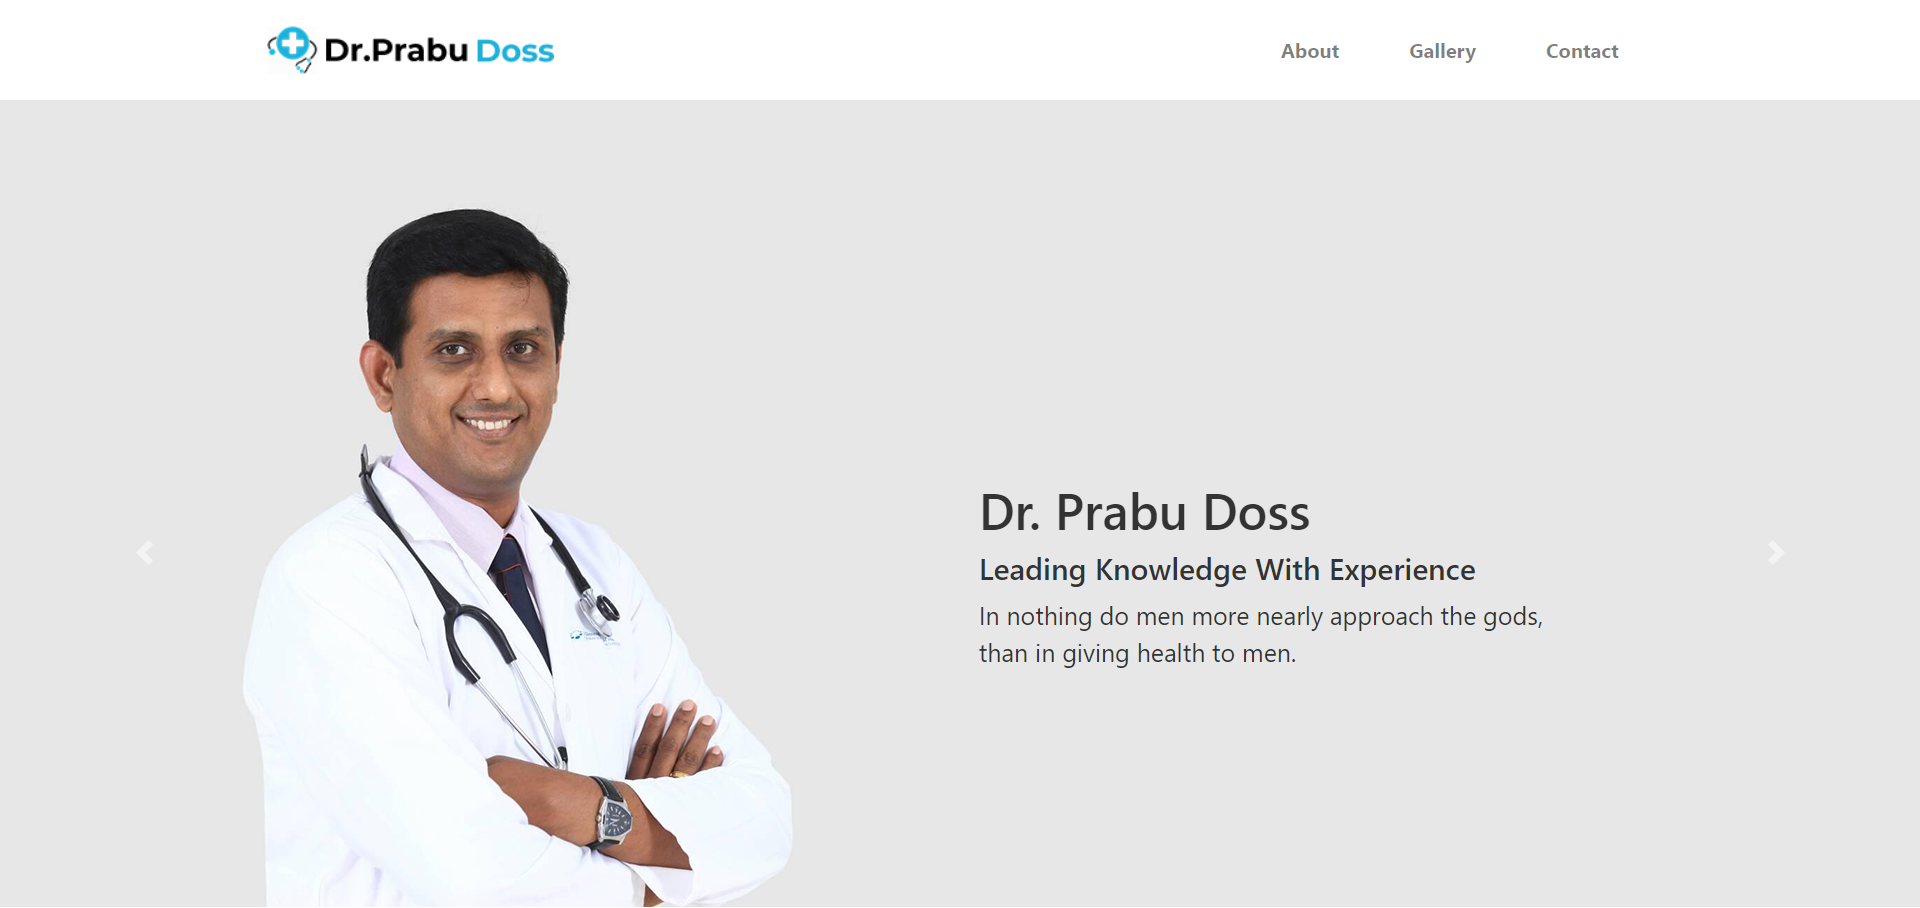 Dr.Prabu Doss
About
Gallery
Contact
Dr. Prabu Doss
Leading Knowledge With Experience
In nothing do men more nearly approach the gods,
than in giving health to men.